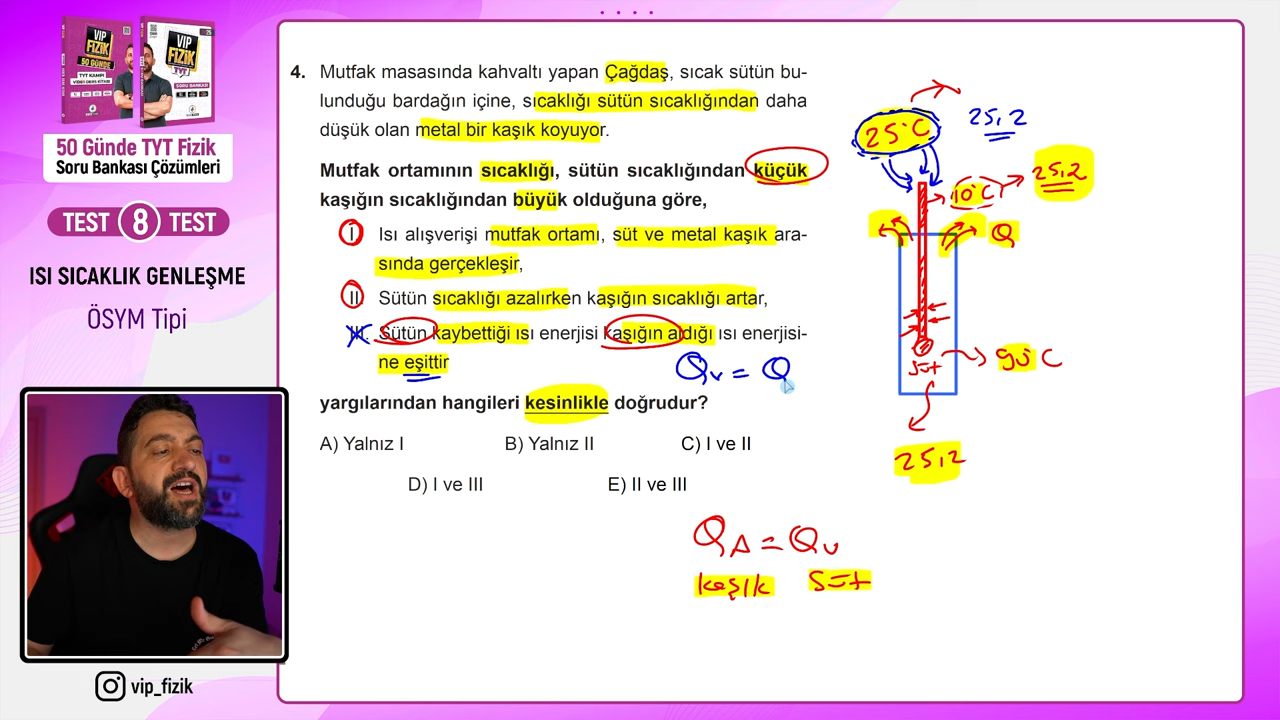 VIP
FİZİK
50 GÜNDE
TYT KAMPI
VIP
FİZİK
TYT
SORU BANKASI
50 Günde TYT Fizik
Soru Bankası Çözümleri
TEST 8 TEST
ISI SICAKLIK GENLEŞME
ÖSYM Tipi
vip_fizik
4. Mutfak masasında kahvaltı yapan Çağdaş, sıcak sütün bu-
lunduğu bardağın içine, sıcaklığı sütün sıcaklığından daha
düşük olan metal bir kaşık koyuyor.
Mutfak ortamının sıcaklığı, sütün sıcaklığından küçük
kaşığın sıcaklığından büyük olduğuna göre,
I Isı alışverişi mutfak ortamı, süt ve metal kaşık ara-
sında gerçekleşir,
II Sütün sıcaklığı azalırken kaşığın sıcaklığı artar,
III. Sütün kaybettiği ısı enerjisi kaşığın aldığı ısı enerjisi-
ne eşittir
Qv = Q
yargılarından hangileri kesinlikle doğrudur?
A) Yalnız I B) Yalnız II C) I ve II
D) I ve III E) II ve III
QA = Qv
kaşık süt
25°C
25,2
10°C
25,2
Q
süt
90°C
25,2